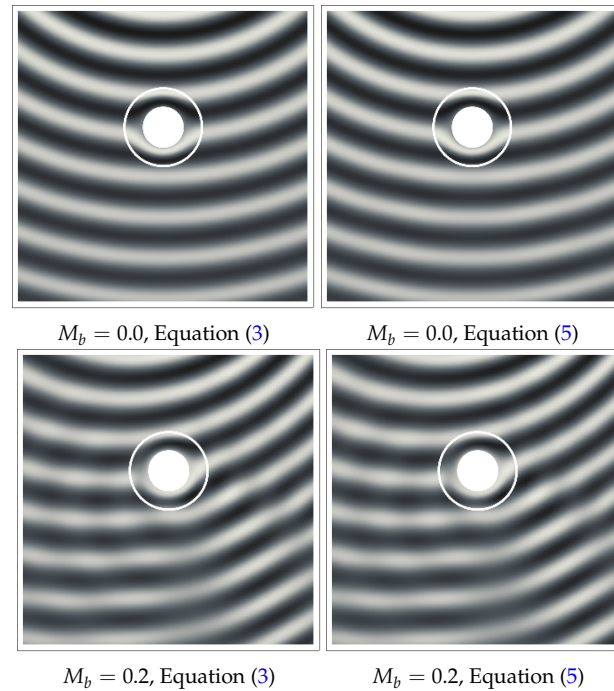 M_b = 0.0, Equation (3)
M_b = 0.0, Equation (5)
M_b = 0.2, Equation (3)
M_b = 0.2, Equation (5)